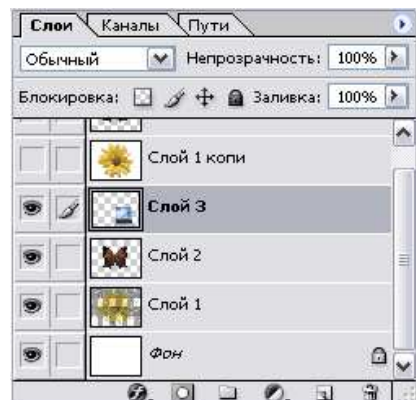 Слои Каналы Пути
Обычный Непрозрачность: 100%
Блокировка: Заливка: 100%
Слой 1 копи
Слой 3
Слой 2
Слой 1
Фон